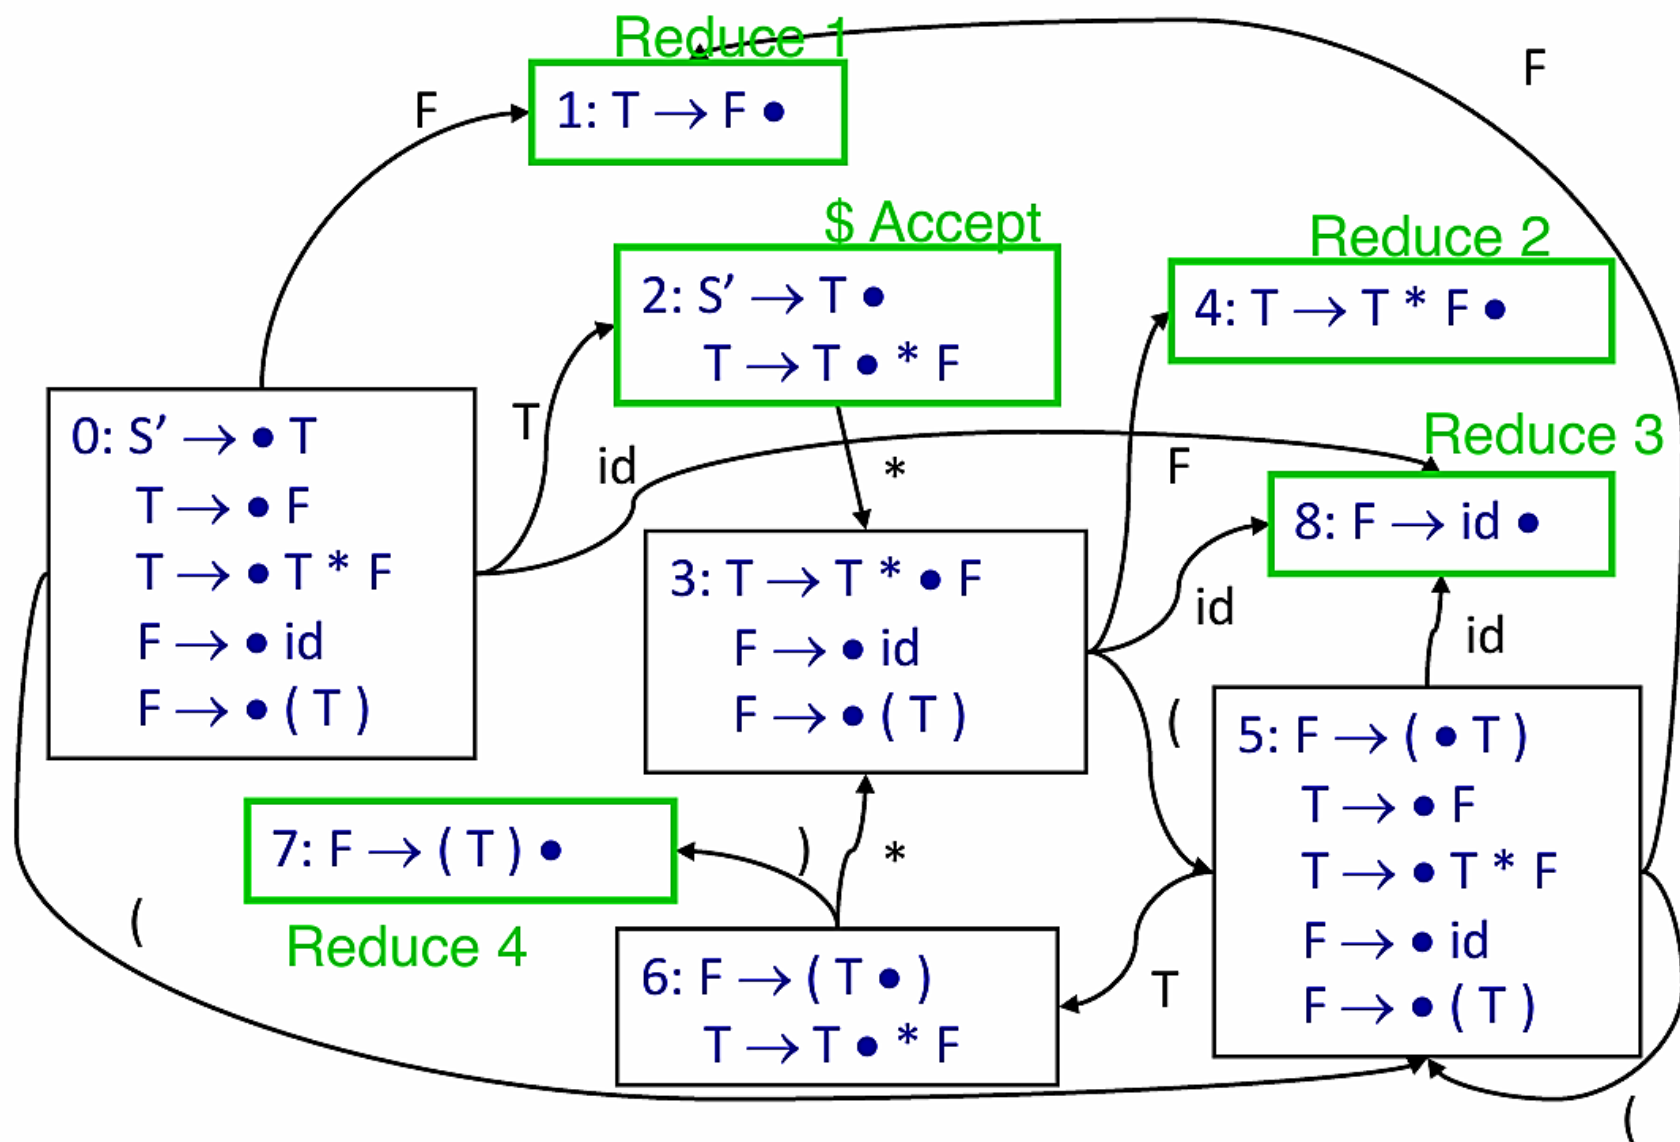 Reduce 1
F
F
1: T → F •
$ Accept
Reduce 2
2: S’ → T •
T → T • * F
4: T → T * F •
T
id
*
F
Reduce 3
0: S’ → • T
T → • F
T → • T * F
F → • id
F → • ( T )
8: F → id •
3: T → T * • F
F → • id
F → • ( T )
id
id
(
5: F → ( • T )
T → • F
T → • T * F
F → • id
F → • ( T )
7: F → ( T ) •
)
*
(
Reduce 4
6: F → ( T • )
T → T • * F
T
(